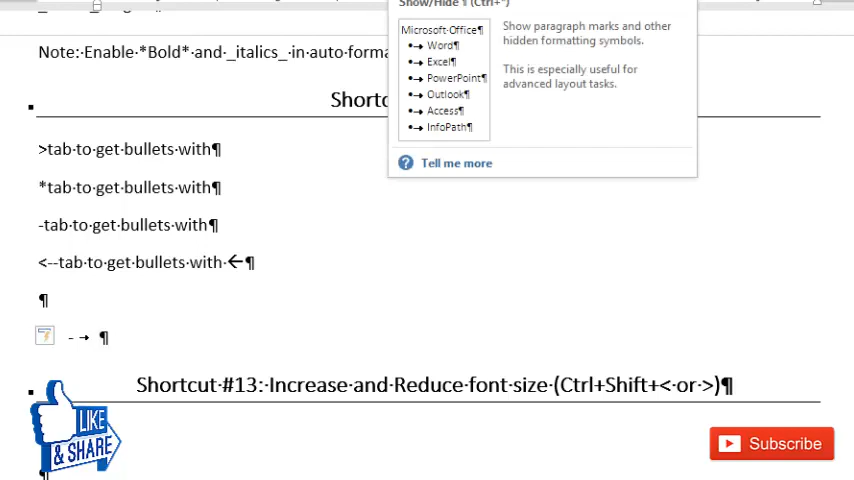 Show/Hide ¶ (Ctrl+*)
Note:·Enable·*Bold*·and·_italics_·in·auto·forma
Microsoft·Office¶
•→ Word¶
•→ Excel¶
•→ PowerPoint¶
•→ Outlook¶
•→ Access¶
•→ InfoPath¶
Show paragraph marks and other
hidden formatting symbols.
This is especially useful for
advanced layout tasks.
Tell me more
Shortc
>tab·to·get·bullets·with¶
*tab·to·get·bullets·with¶
-tab·to·get·bullets·with¶
<--tab·to·get·bullets·with·←¶
¶
-→ ¶
Shortcut·#13:·Increase·and·Reduce·font·size·(Ctrl+Shift+<·or·>)¶
LIKE
& SHARE
Subscribe
¶